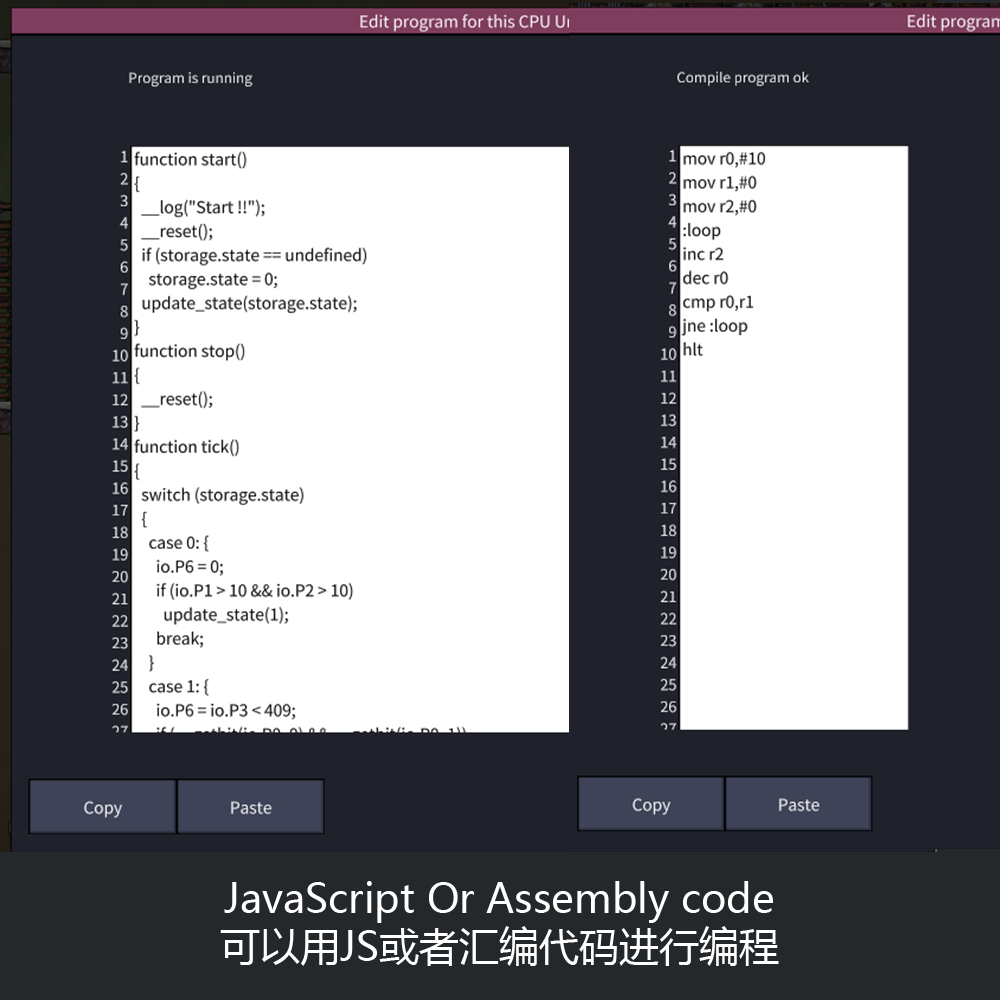 Edit program for this CPU
Program is running
1 function start()
2 {
3 __log("Start !!");
4 __reset();
5 if (storage.state == undefined)
6 storage.state = 0;
7 update_state(storage.state);
8 }
9 function stop()
10 {
11 __reset();
12 }
13 function tick()
14 {
15 switch (storage.state)
16 {
17 case 0: {
18 io.P6 = 0;
19 if (io.P1 > 10 && io.P2 > 10)
20 update_state(1);
21 break;
22 }
23 case 1: {
24 io.P6 = io.P3 < 409;
25
26
27
Copy Paste
Edit program
Compile program ok
1 mov r0,#10
2 mov r1,#0
3 mov r2,#0
4 :loop
5 inc r2
6 dec r0
7 cmp r0,r1
8 jne :loop
9 hlt
10
11
12
13
14
15
16
17
18
19
20
21
22
23
24
25
26
27
Copy Paste
JavaScript Or Assembly code
可以用JS或者汇编代码进行编程